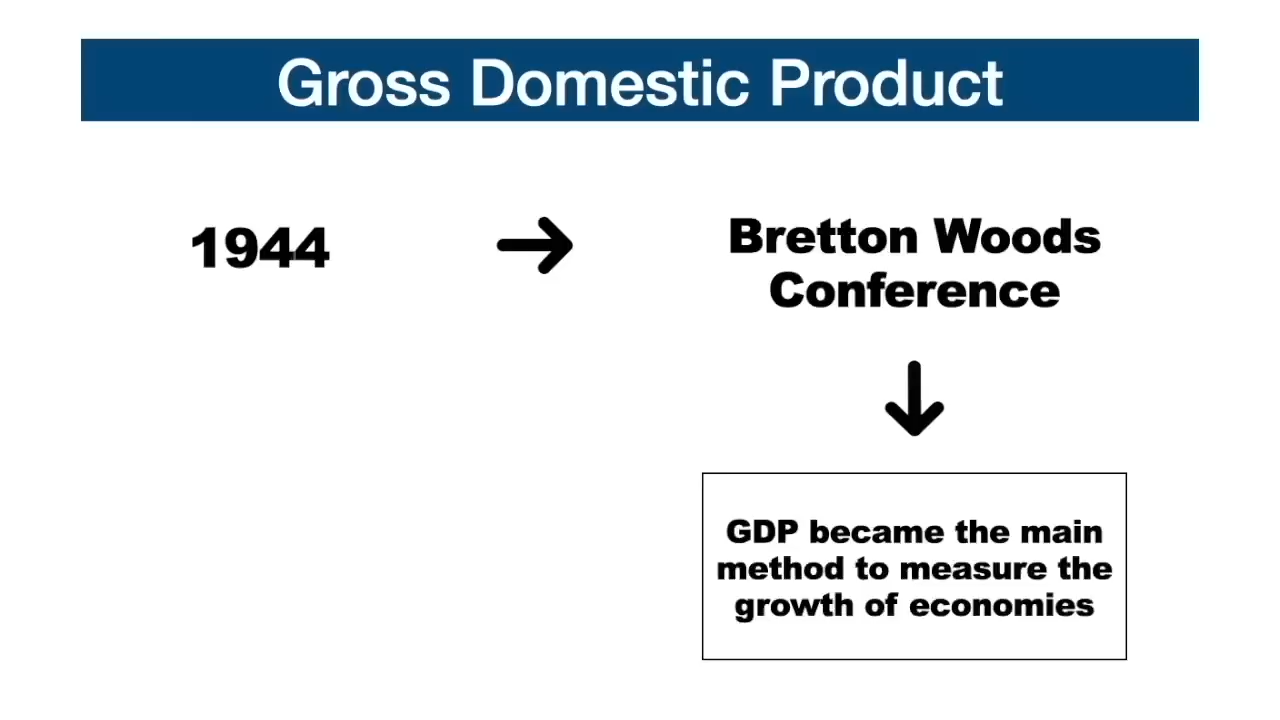 Gross Domestic Product
1944
Bretton Woods
Conference
GDP became the main
method to measure the
growth of economies